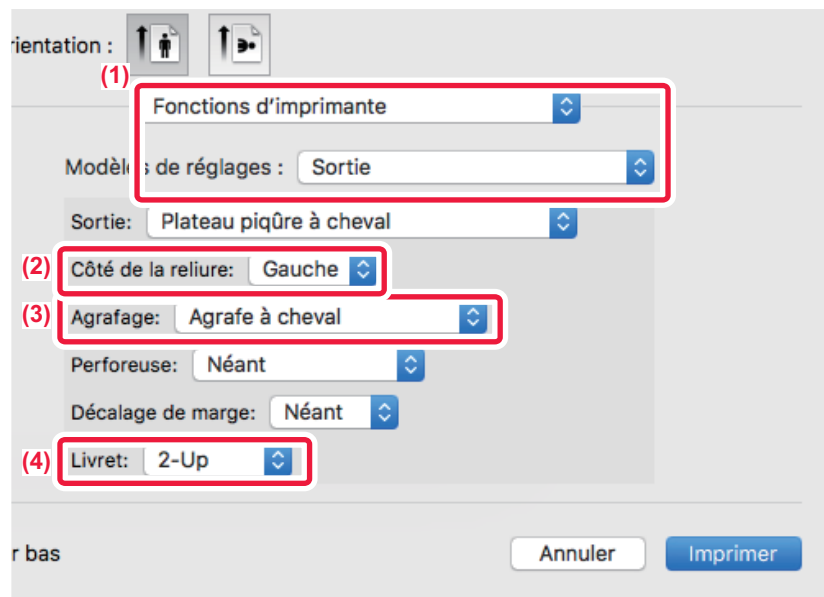 rientation :
(1)
Fonctions d'imprimante
Modèles de réglages : Sortie
Sortie: Plateau piqûre à cheval
(2) Côté de la reliure: Gauche
(3) Agrafage: Agrafe à cheval
Perforeuse: Néant
Décalage de marge: Néant
(4) Livret: 2-Up
r bas Annuler Imprimer